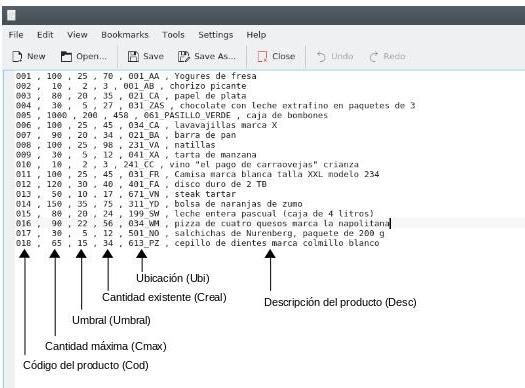 File Edit View Bookmarks Tools Settings Help
New Open... Save Save As... Close Undo Redo
001 , 100 , 25 , 70 , 001_AA , Yogures de fresa
002 , 10 , 2 , 3 , 001_AB , chorizo picante
003 , 80 , 20 , 35 , 021_CA , papel de plata
004 , 30 , 5 , 27 , 031_ZAS , chocolate con leche extrafino en paquetes de 3
005 , 1000 , 200 , 458 , 061_PASILLO_VERDE , caja de bombones
006 , 100 , 25 , 45 , 034_CA , lavavajillas marca X
007 , 90 , 20 , 34 , 021_BA , barra de pan
008 , 100 , 25 , 98 , 231_VA , natillas
009 , 30 , 5 , 12 , 041_XA , tarta de manzana
010 , 10 , 2 , 3 , 241_CC , vino "el pago de carraovejas" crianza
011 , 100 , 25 , 45 , 031_FR , Camisa marca blanca talla XXL modelo 234
012 , 120 , 30 , 40 , 401_FA , disco duro de 2 TB
013 , 50 , 10 , 17 , 671_VN , steak tartar
014 , 150 , 35 , 75 , 311_YD , bolsa de naranjas de zumo
015 , 80 , 20 , 24 , 199_SW , leche entera pascual (caja de 4 litros)
016 , 90 , 22 , 56 , 034_WM , pizza de cuatro quesos marca la napolitana
017 , 30 , 5 , 12 , 501_NO , salchichas de Nurenberg, paquete de 200 g
018 , 65 , 15 , 34 , 613_PZ , cepillo de dientes marca colmillo blanco
Ubicación (Ubi)
Cantidad existente (Creal)
Descripción del producto (Desc)
Umbral (Umbral)
Cantidad máxima (Cmax)
Código del producto (Cod)